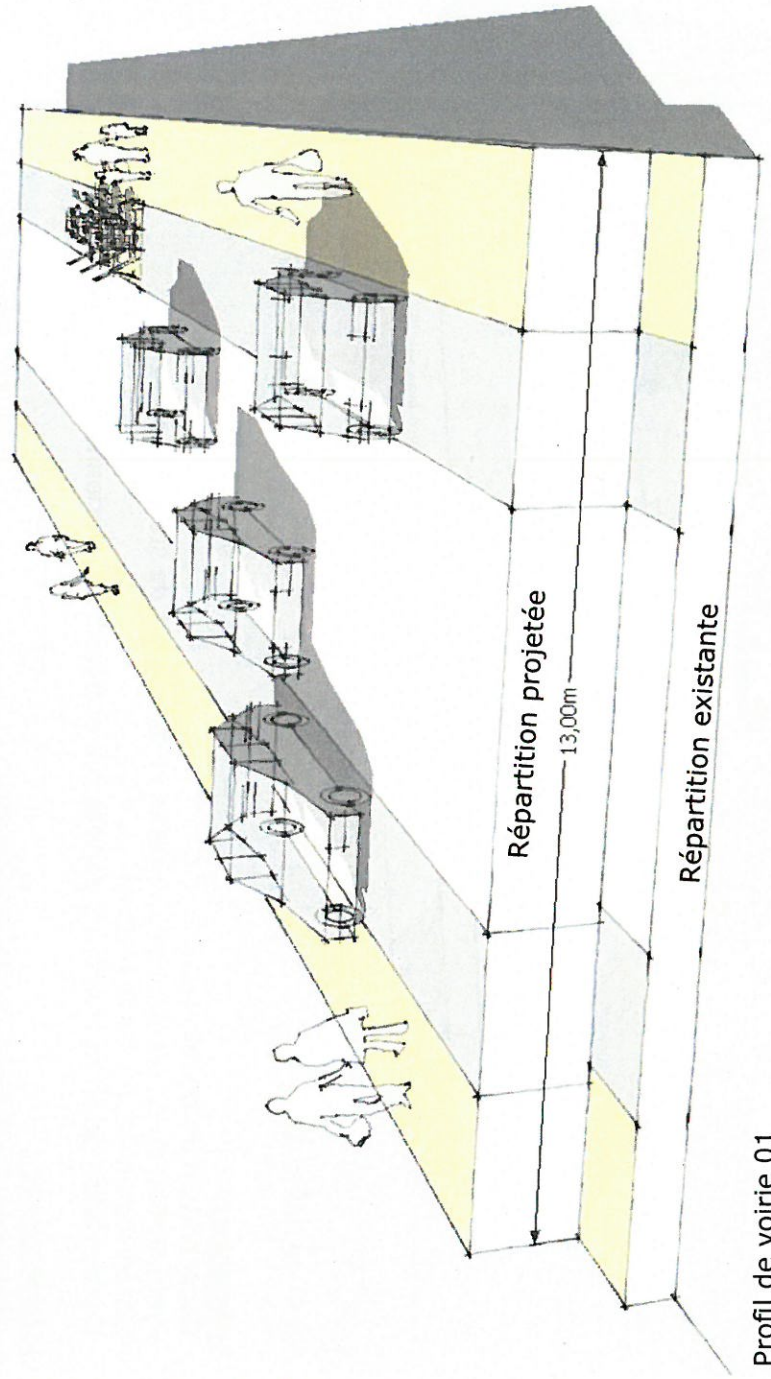 Répartition projetée
13,00m
Répartition existante
Profil de voirie 01